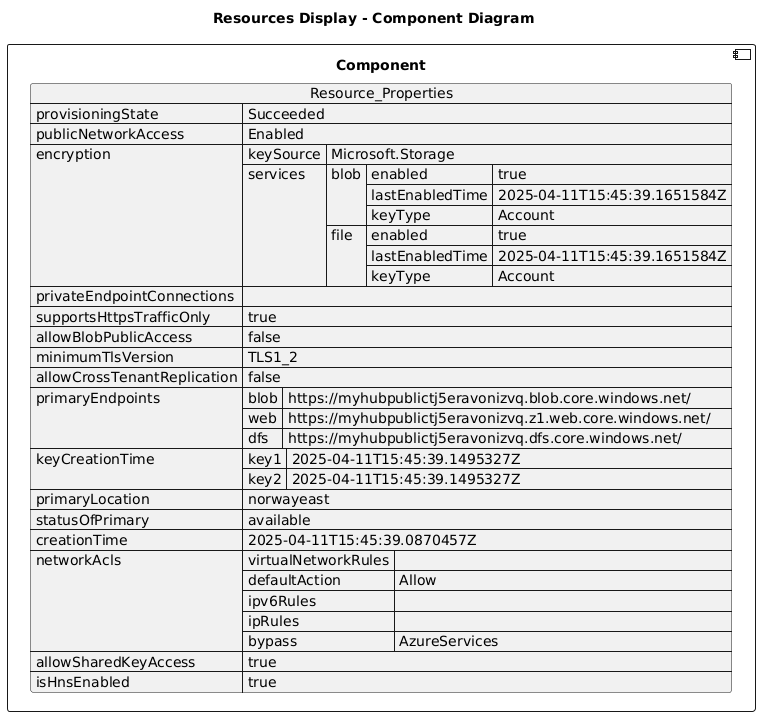 Resources Display - Component Diagram
Component
Resource_Properties
provisioningState Succeeded
publicNetworkAccess Enabled
encryption keySource Microsoft.Storage
services blob enabled true
lastEnabledTime 2025-04-11T15:45:39.1651584Z
keyType Account
file enabled true
lastEnabledTime 2025-04-11T15:45:39.1651584Z
keyType Account
privateEndpointConnections
supportsHttpsTrafficOnly true
allowBlobPublicAccess false
minimumTlsVersion TLS1_2
allowCrossTenantReplication false
primaryEndpoints blob https://myhubpublictj5eravonizvq.blob.core.windows.net/
web https://myhubpublictj5eravonizvq.z1.web.core.windows.net/
dfs https://myhubpublictj5eravonizvq.dfs.core.windows.net/
keyCreationTime key1 2025-04-11T15:45:39.1495327Z
key2 2025-04-11T15:45:39.1495327Z
primaryLocation norwayeast
statusOfPrimary available
creationTime 2025-04-11T15:45:39.0870457Z
networkAcls virtualNetworkRules
defaultAction Allow
ipv6Rules
ipRules
bypass AzureServices
allowSharedKeyAccess true
isHnsEnabled true